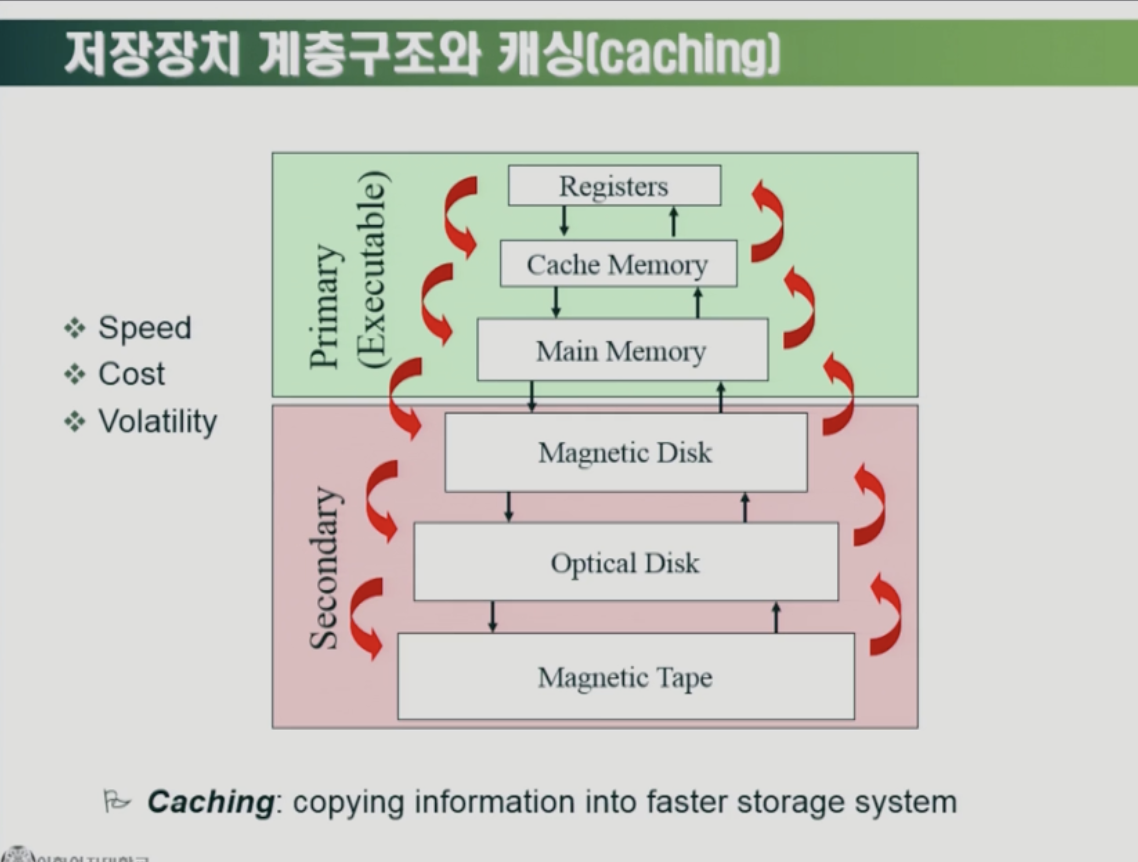 저장장치 계층구조와 캐싱(caching)
Primary
(Executable)
Registers
Cache Memory
Main Memory
❖ Speed
❖ Cost
❖ Volatility
Secondary
Magnetic Disk
Optical Disk
Magnetic Tape
Caching: copying information into faster storage system